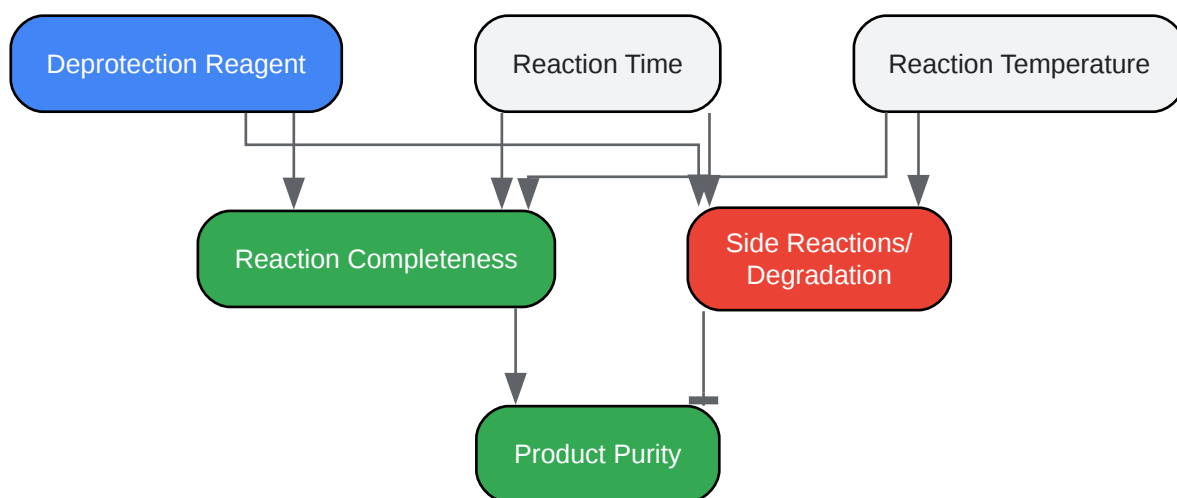 Deprotection Reagent
Reaction Time
Reaction Temperature
Reaction Completeness
Side Reactions/
Degradation
Product Purity